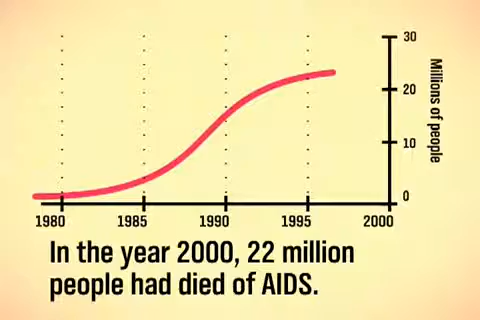 30
20
10
0
Millions of people
1980 1985 1990 1995 2000
In the year 2000, 22 million
people had died of AIDS.